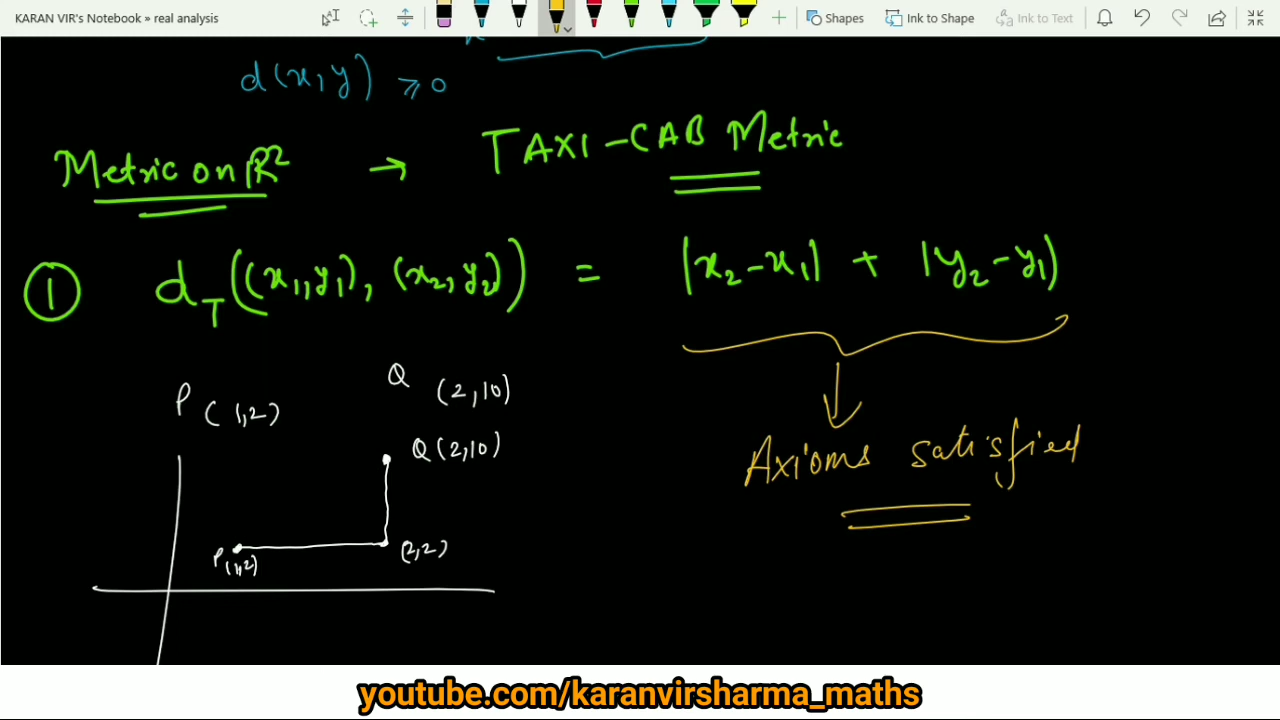 KARAN VIR's Notebook » real analysis
Shapes Ink to Shape Ink to Text
d(x,y) ⩾0
Metric on ℝ² → TAXI-CAB Metric
① d_T((x₁,y₁), (x₂,y₂)) = |x₂-x₁| + |y₂-y₁|
P (1,2) Q (2,10)
Q(2,10)
Axioms satisfied
P(1,2) (2,2)
youtube.com/karanvirsharma_maths